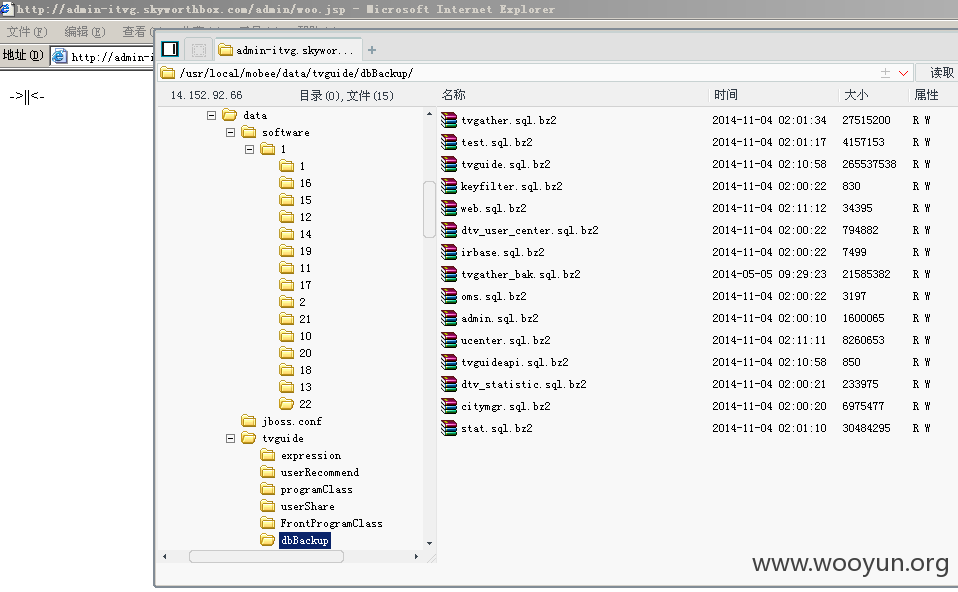 http://admin-itvg.skyworthbox.com/admin/woo.jsp - Microsoft Internet Explorer
文件(F) 编辑(E) 查看
地址(D) http://admin-i
->||<-
admin-itvg.skywor...
+
/usr/local/mobee/data/tvguide/dbBackup/ 读取
14.152.92.66 目录(0),文件(15) 名称 时间 大小 属性
data
software
1
1
16
15
12
14
19
11
17
2
21
10
20
18
13
22
jboss.conf
tvguide
expression
userRecommend
programClass
userShare
FrontProgramClass
dbBackup
tvgather.sql.bz2 2014-11-04 02:01:34 27515200 R W
test.sql.bz2 2014-11-04 02:01:17 4157153 R W
tvguide.sql.bz2 2014-11-04 02:10:58 265537538 R W
keyfilter.sql.bz2 2014-11-04 02:00:22 830 R W
web.sql.bz2 2014-11-04 02:11:12 34395 R W
dtv_user_center.sql.bz2 2014-11-04 02:00:22 794882 R W
irbase.sql.bz2 2014-11-04 02:00:22 7499 R W
tvgather_bak.sql.bz2 2014-05-05 09:29:23 21585382 R W
oms.sql.bz2 2014-11-04 02:00:22 3197 R W
admin.sql.bz2 2014-11-04 02:00:10 1600065 R W
ucenter.sql.bz2 2014-11-04 02:11:11 8260653 R W
tvguideapi.sql.bz2 2014-11-04 02:10:58 850 R W
dtv_statistic.sql.bz2 2014-11-04 02:00:21 233975 R W
citymgr.sql.bz2 2014-11-04 02:00:20 6975477 R W
stat.sql.bz2 2014-11-04 02:01:10 30484295 R W
www.wooyun.org